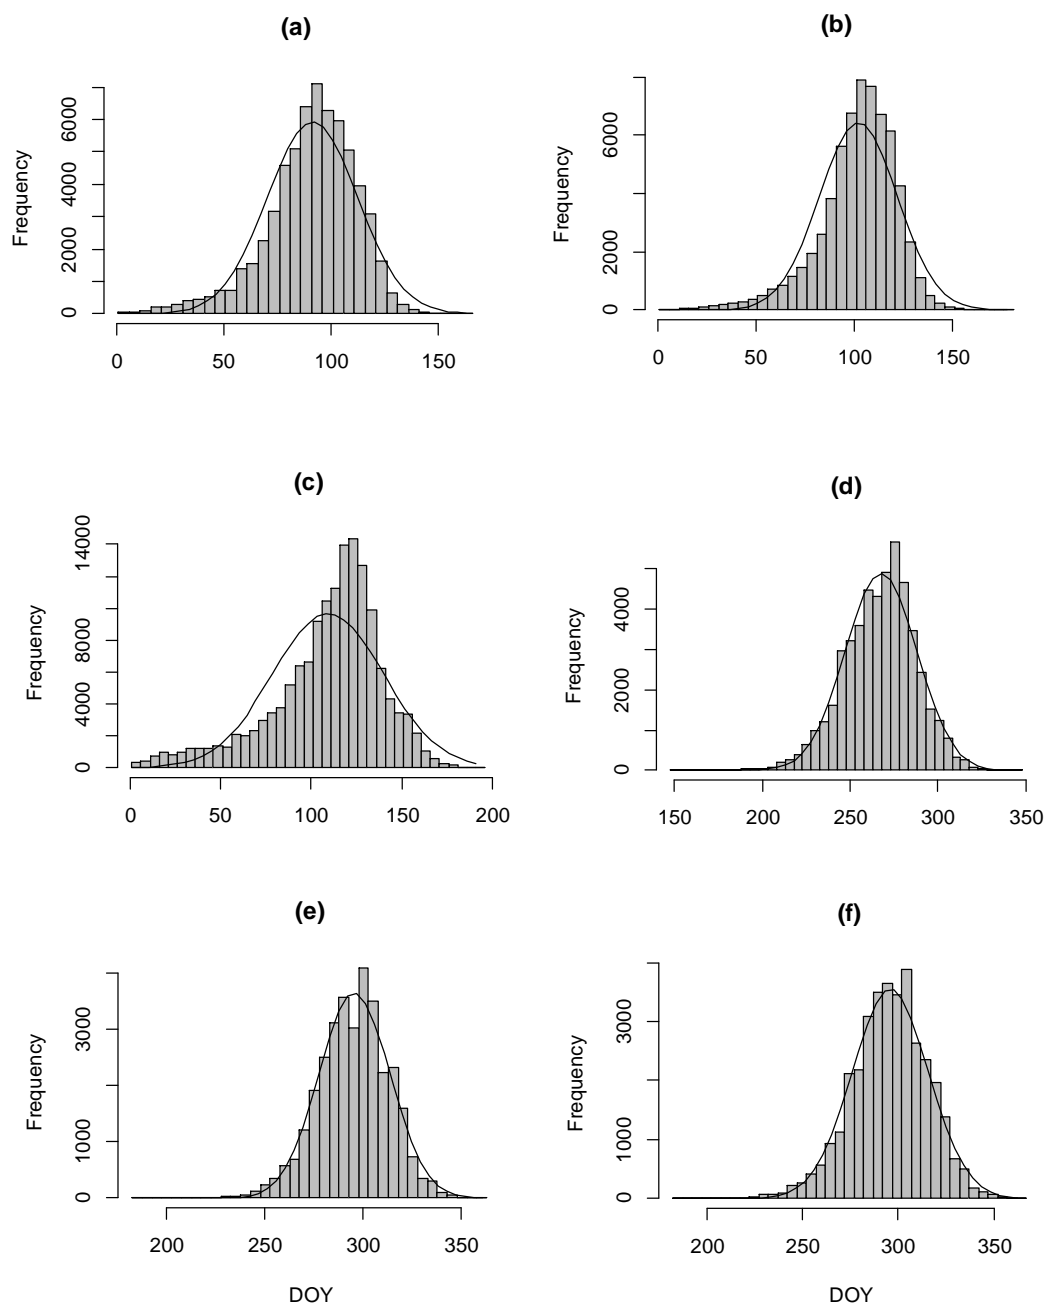 (a)
Frequency
0 2000 4000 6000
0 50 100 150
(b)
Frequency
0 2000 6000
0 50 100 150
(c)
Frequency
0 4000 8000 14000
0 50 100 150 200
(d)
Frequency
0 2000 4000
150 200 250 300 350
(e)
Frequency
0 1000 3000
200 250 300 350
DOY
(f)
Frequency
0 1000 3000
200 250 300 350
DOY